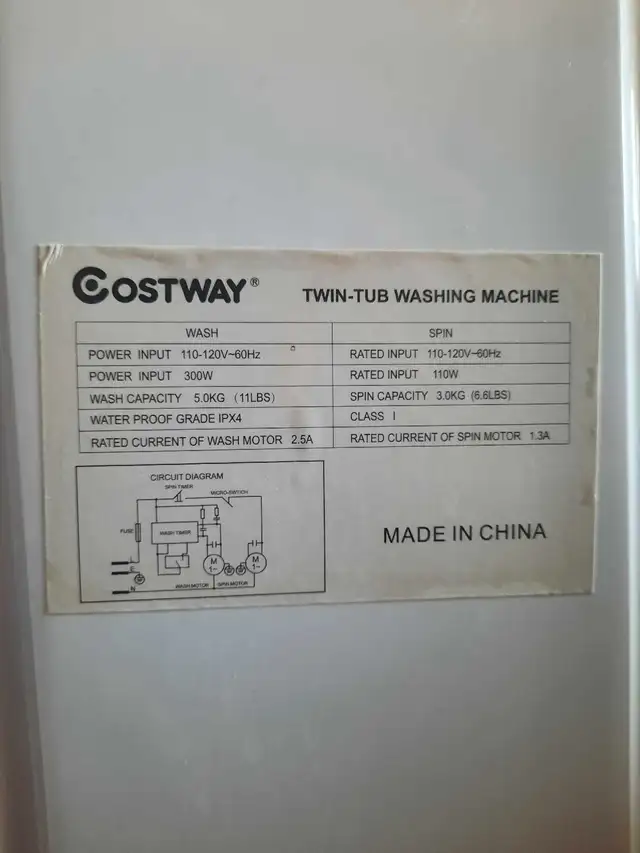 COSTWAY®
TWIN-TUB WASHING MACHINE
WASH
SPIN
POWER INPUT 110-120V~60Hz
RATED INPUT 110-120V~60Hz
POWER INPUT 300W
RATED INPUT 110W
WASH CAPACITY 5.0KG (11LBS)
SPIN CAPACITY 3.0KG (6.6LBS)
WATER PROOF GRADE IPX4
CLASS I
RATED CURRENT OF WASH MOTOR 2.5A
RATED CURRENT OF SPIN MOTOR 1.3A
CIRCUIT DIAGRAM
SPIN TIMER
MICRO-SWITCH
FUSE
WASH TIMER
M
1~
M
1~
E
N
WASH MOTOR
SPIN MOTOR
MADE IN CHINA